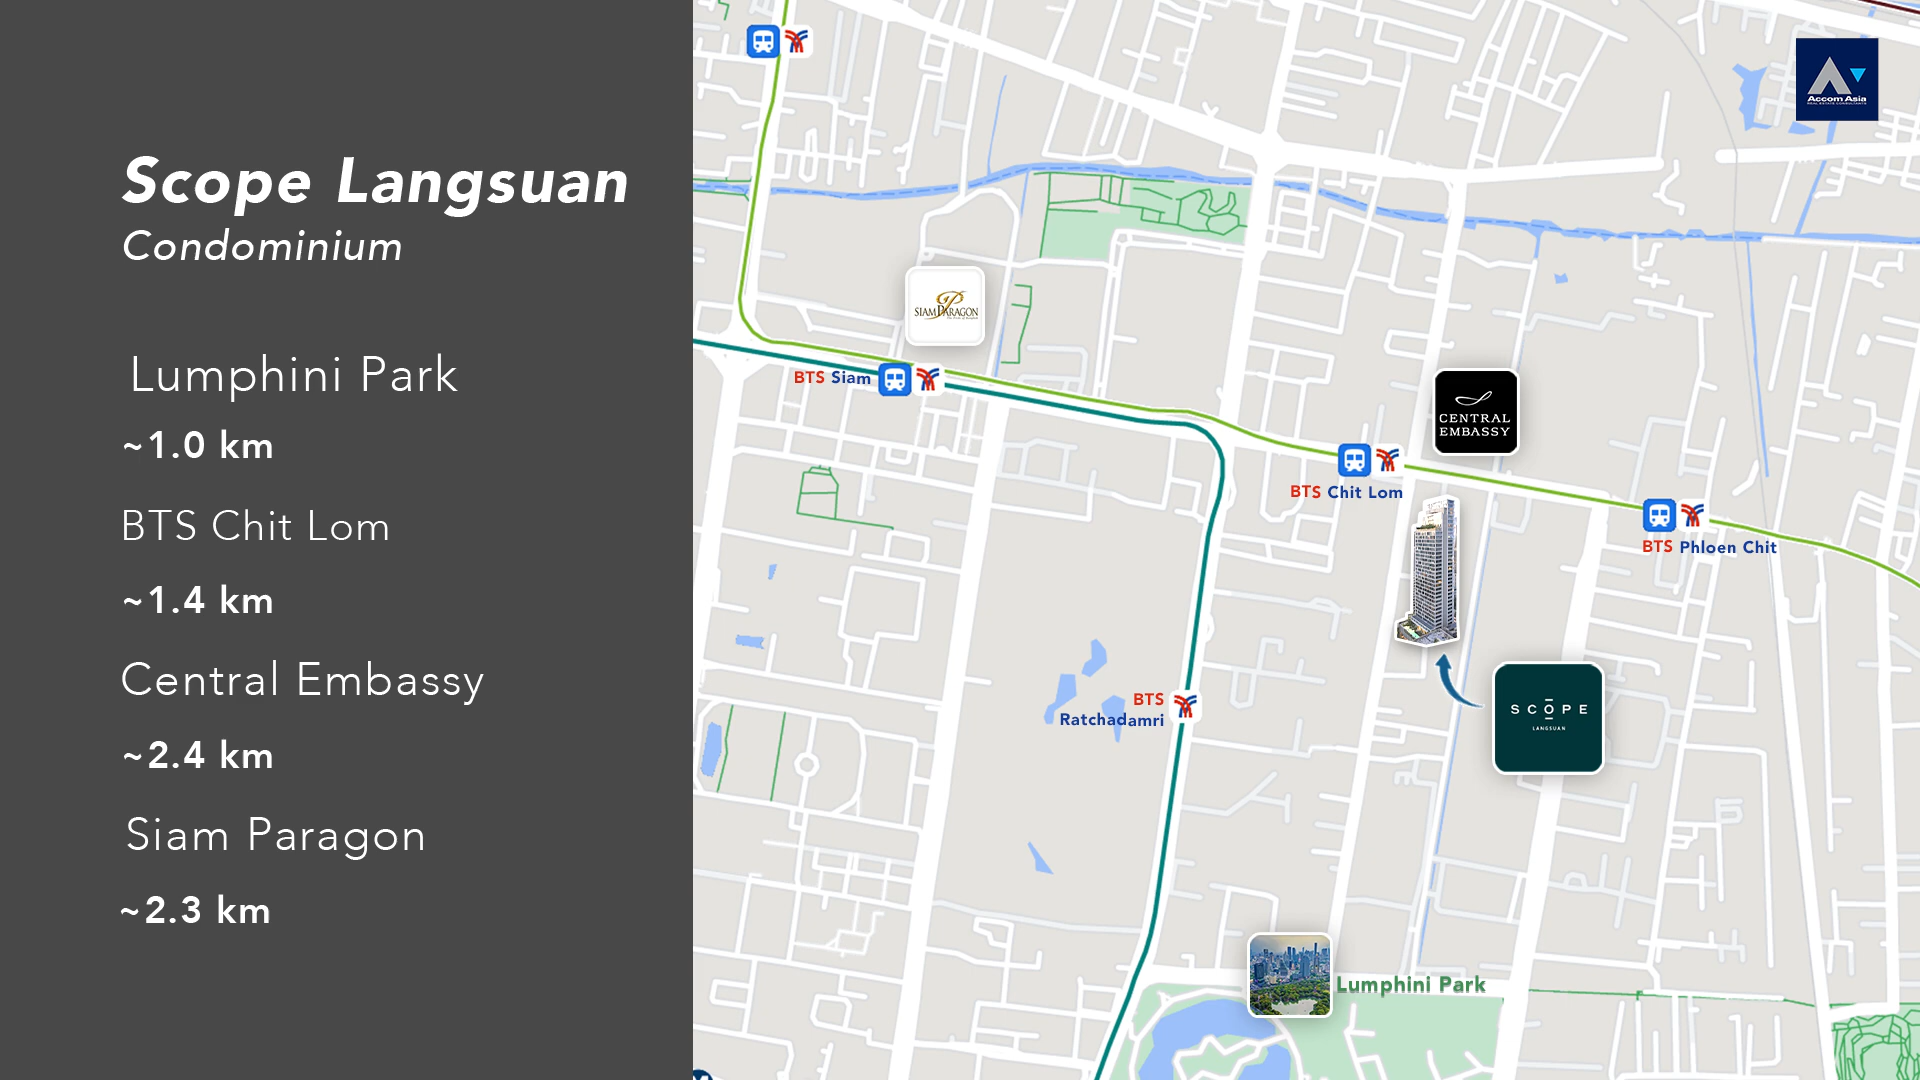 Scope Langsuan
Condominium
Lumphini Park
~1.0 km
BTS Chit Lom
~1.4 km
Central Embassy
~2.4 km
Siam Paragon
~2.3 km
Accom Asia
SIAM PARAGON
BTS Siam
CENTRAL
EMBASSY
BTS Chit Lom
BTS Phloen Chit
BTS
Ratchadamri
SCOPE
LANGSUAN
Lumphini Park